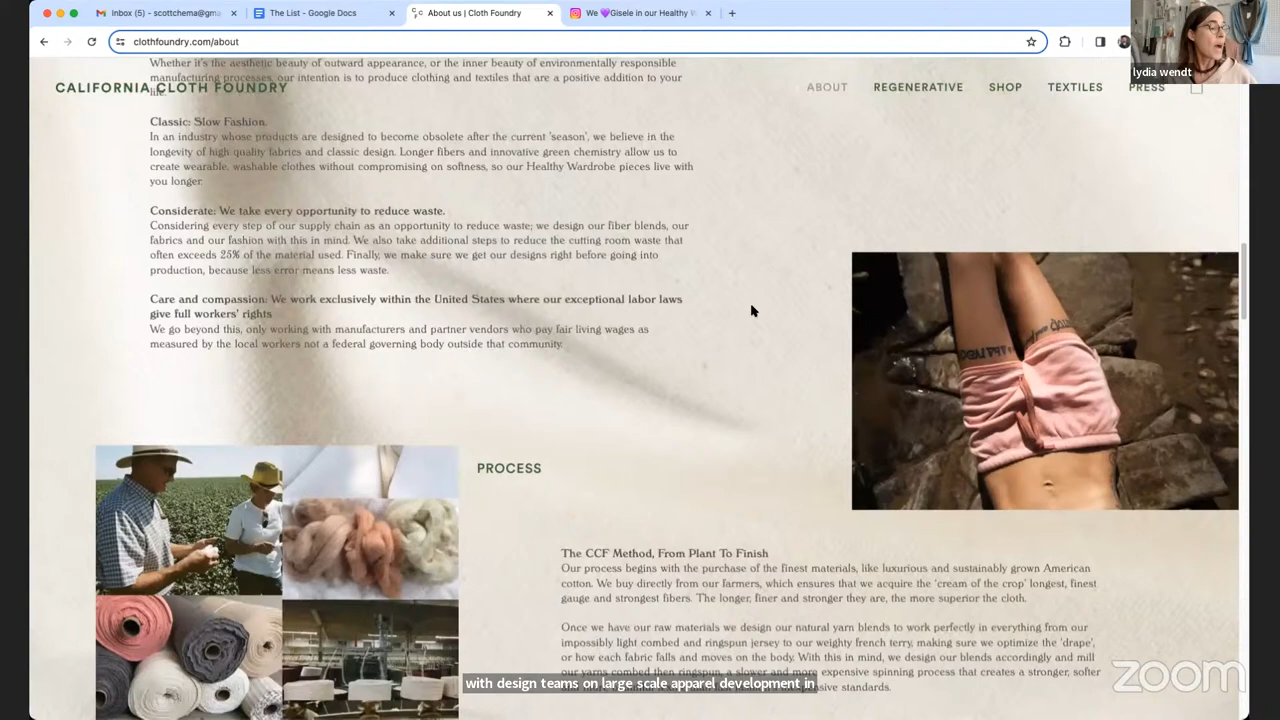 Inbox (5) - scottchema@gma
The List - Google Docs
About us | Cloth Foundry
We 💜Gisele in our Healthy W
clothfoundry.com/about
lydia wendt
Whether it's the aesthetic beauty of outward appearance, or the inner beauty of environmentally responsible
manufacturing processes, our intention is to produce clothing and textiles that are a positive addition to your
life.
CALIFORNIA CLOTH FOUNDRY
ABOUT
REGENERATIVE
SHOP
TEXTILES
PRESS
Classic: Slow Fashion.
In an industry whose products are designed to become obsolete after the current 'season', we believe in the
longevity of high quality fabrics and classic design. Longer fibers and innovative green chemistry allow us to
create wearable, washable clothes without compromising on softness, so our Healthy Wardrobe pieces live with
you longer.
Considerate: We take every opportunity to reduce waste.
Considering every step of our supply chain as an opportunity to reduce waste; we design our fiber blends, our
fabrics and our fashion with this in mind. We also take additional steps to reduce the cutting room waste that
often exceeds 25% of the material used. Finally, we make sure we get our designs right before going into
production, because less error means less waste.
Care and compassion: We work exclusively within the United States where our exceptional labor laws
give full workers' rights
We go beyond this, only working with manufacturers and partner vendors who pay fair living wages as
measured by the local workers not a federal governing body outside that community.
PROCESS
The CCF Method, From Plant To Finish
Our process begins with the purchase of the finest materials, like luxurious and sustainably grown American
cotton. We buy directly from our farmers, which ensures that we acquire the 'cream of the crop' longest, finest
gauge and strongest fibers. The longer, finer and stronger they are, the more superior the cloth.
Once we have our raw materials we design our natural yarn blends to work perfectly in everything from our
impossibly light combed and ringspun jersey to our weighty french terry, making sure we optimize the 'drape',
or how each fabric falls and moves on the body. With this in mind, we design our blends accordingly and mill
our yarns combed then ringspun, a slower and more expensive spinning process that creates a stronger, softer
standards.
with design teams on large scale apparel development in
zoom